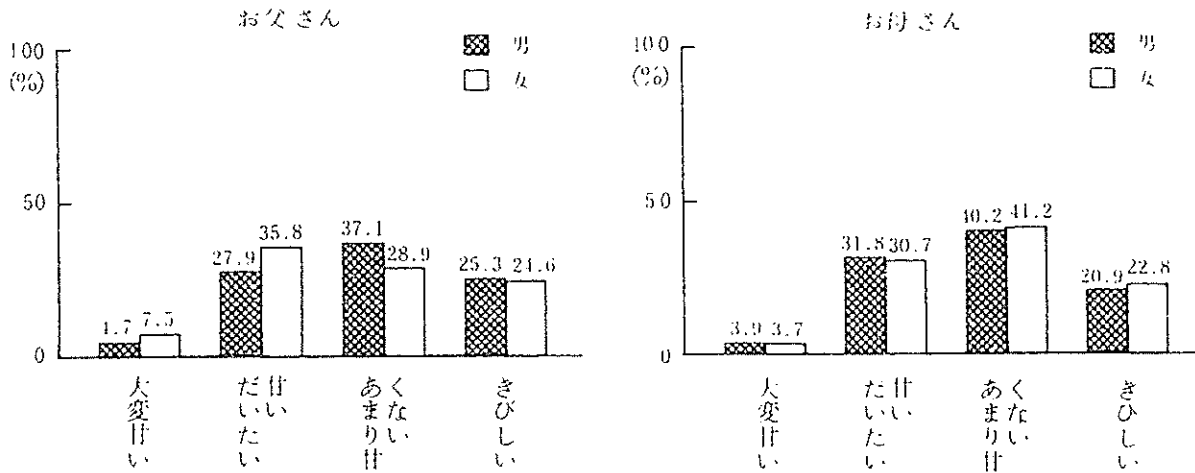 お父さん
100
(%)
50
0
男
女
4.7
7.5
27.9
35.8
37.1
28.9
25.3
24.6
大変甘い
だいたい
甘い
あまり甘
くない
きびしい
お母さん
100
(%)
50
0
男
女
3.9
3.7
31.8
30.7
40.2
41.2
20.9
22.8
大変甘い
だいたい
甘い
あまり甘
くない
きびしい